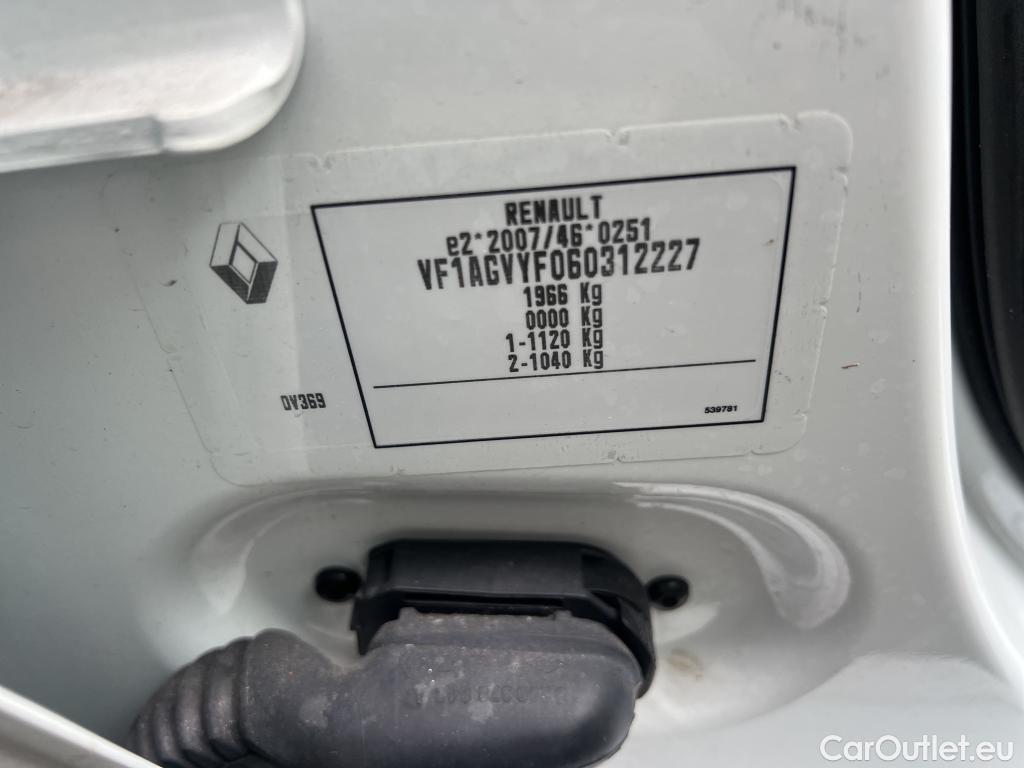 RENAULT
e2*2007/46*0251
VF1AGVYF060312227
1966 Kg
0000 Kg
1-1120 Kg
2-1040 Kg
OV369
539781
CarOutlet.eu